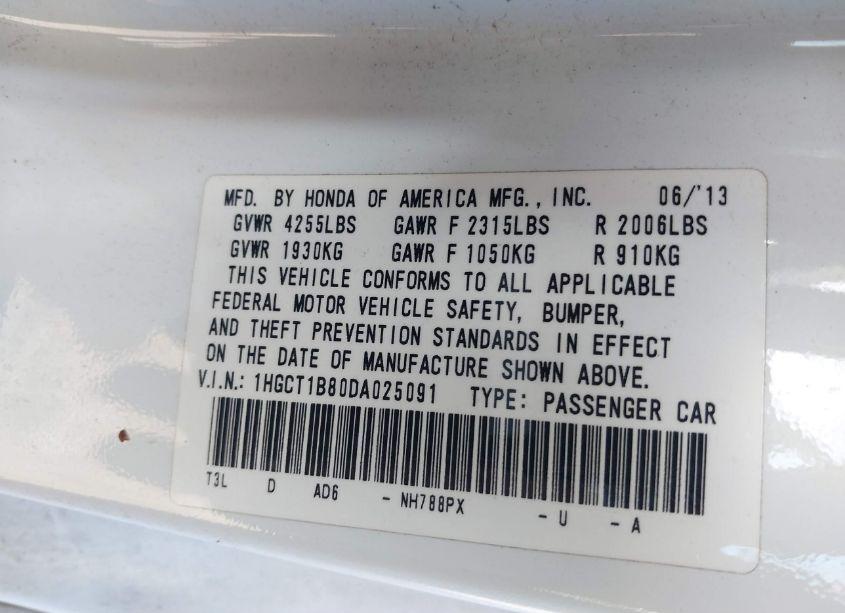 MFD. BY HONDA OF AMERICA MFG., INC. 06/'13
GVWR 4255LBS GAWR F 2315LBS R 2006LBS
GVWR 1930KG GAWR F 1050KG R 910KG
THIS VEHICLE CONFORMS TO ALL APPLICABLE
FEDERAL MOTOR VEHICLE SAFETY, BUMPER,
AND THEFT PREVENTION STANDARDS IN EFFECT
ON THE DATE OF MANUFACTURE SHOWN ABOVE.
V.I.N.: 1HGCT1B80DA025091 TYPE: PASSENGER CAR
T3L D AD6 - NH788PX - U - A